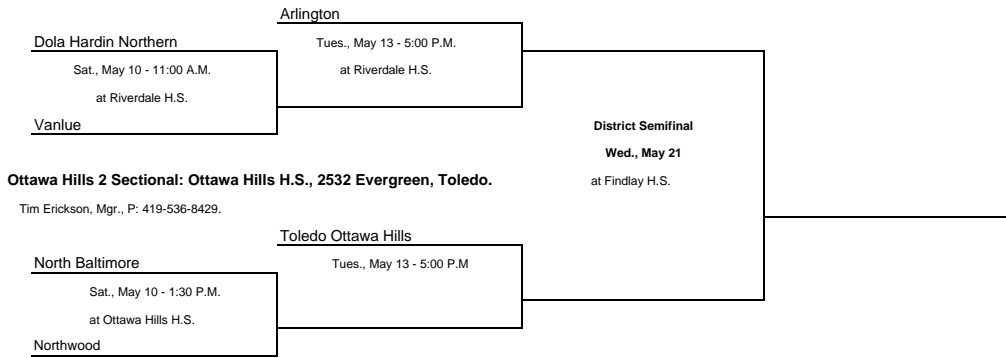 Arlington
Dola Hardin Northern
Tues., May 13 - 5:00 P.M.
Sat., May 10 - 11:00 A.M.
at Riverdale H.S.
at Riverdale H.S.
Vanlue
District Semifinal
Wed., May 21
at Findlay H.S.
Ottawa Hills 2 Sectional: Ottawa Hills H.S., 2532 Evergreen, Toledo.
Tim Erickson, Mgr., P: 419-536-8429.
Toledo Ottawa Hills
North Baltimore
Tues., May 13 - 5:00 P.M
Sat., May 10 - 1:30 P.M.
at Ottawa Hills H.S.
Northwood